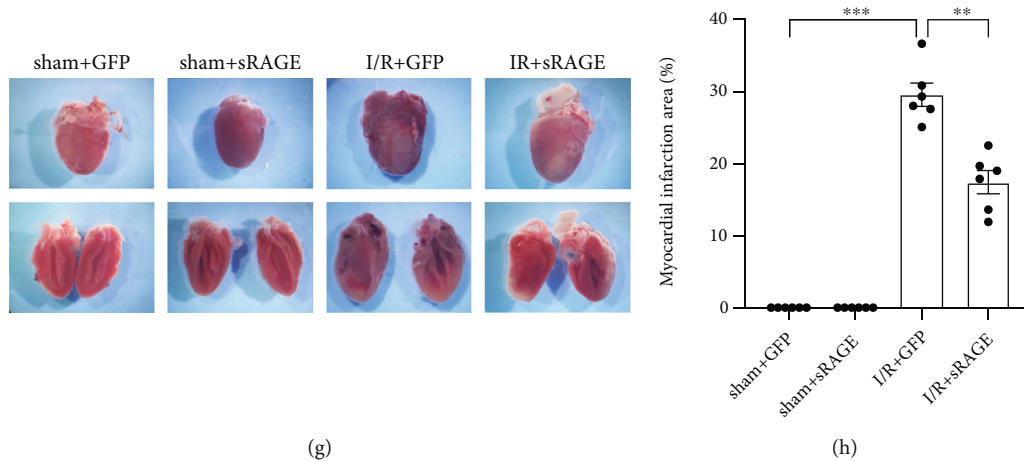 sham+GFP sham+sRAGE I/R+GFP IR+sRAGE
(g)
Myocardial infarction area (%)
40
30
20
10
0
*** **
sham+GFP
sham+sRAGE
I/R+GFP
I/R+sRAGE
(h)